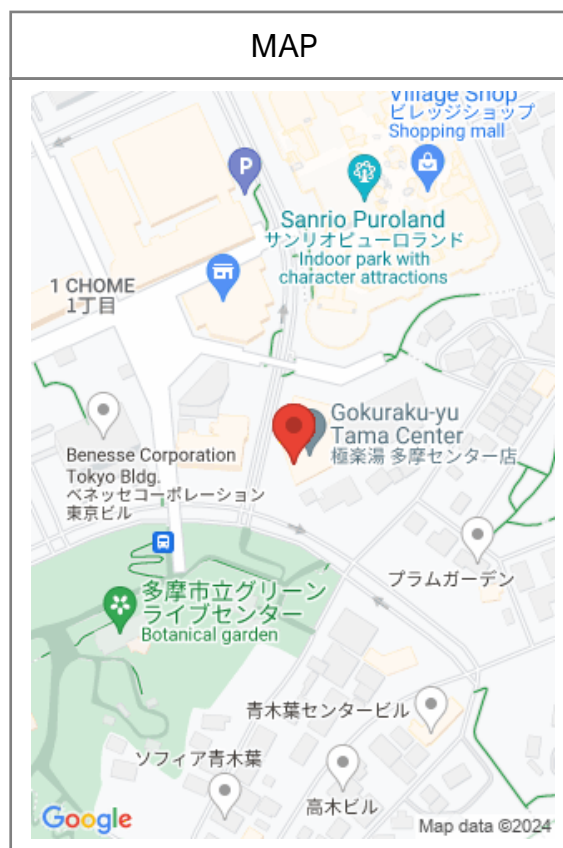 MAP
Village Shop
ビレッジショップ
Shopping mall
P
Sanrio Puroland
サンリオピューロランド
Indoor park with
character attractions
1 CHOME
1丁目
Gokuraku-yu
Tama Center
極楽湯 多摩センター店
Benesse Corporation
Tokyo Bldg.
ベネッセコーポレーション
東京ビル
プラムガーデン
多摩市立グリーン
ライブセンター
Botanical garden
青木葉センタービル
ソフィア青木葉
高木ビル
Google
Map data ©2024